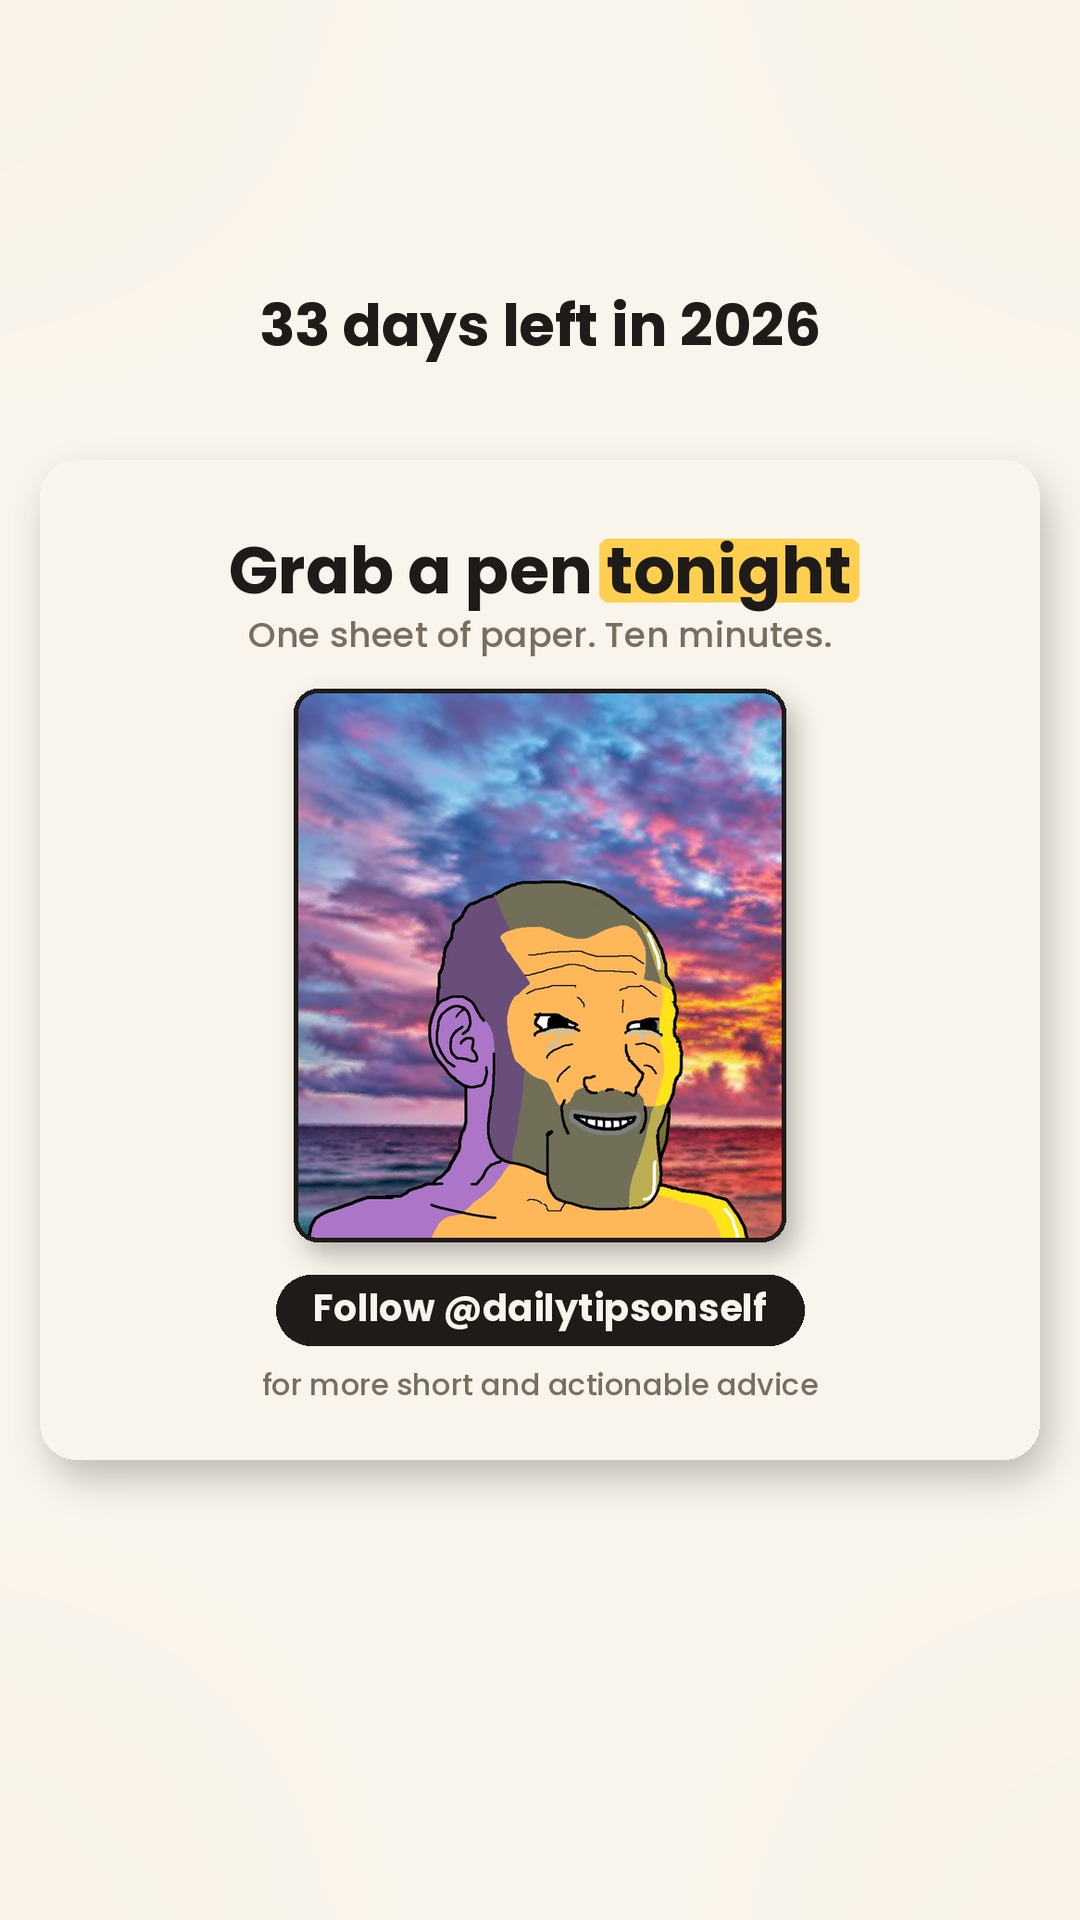 33 days left in 2026
Grab a pen tonight
One sheet of paper. Ten minutes.
Follow @dailytipsonself
for more short and actionable advice